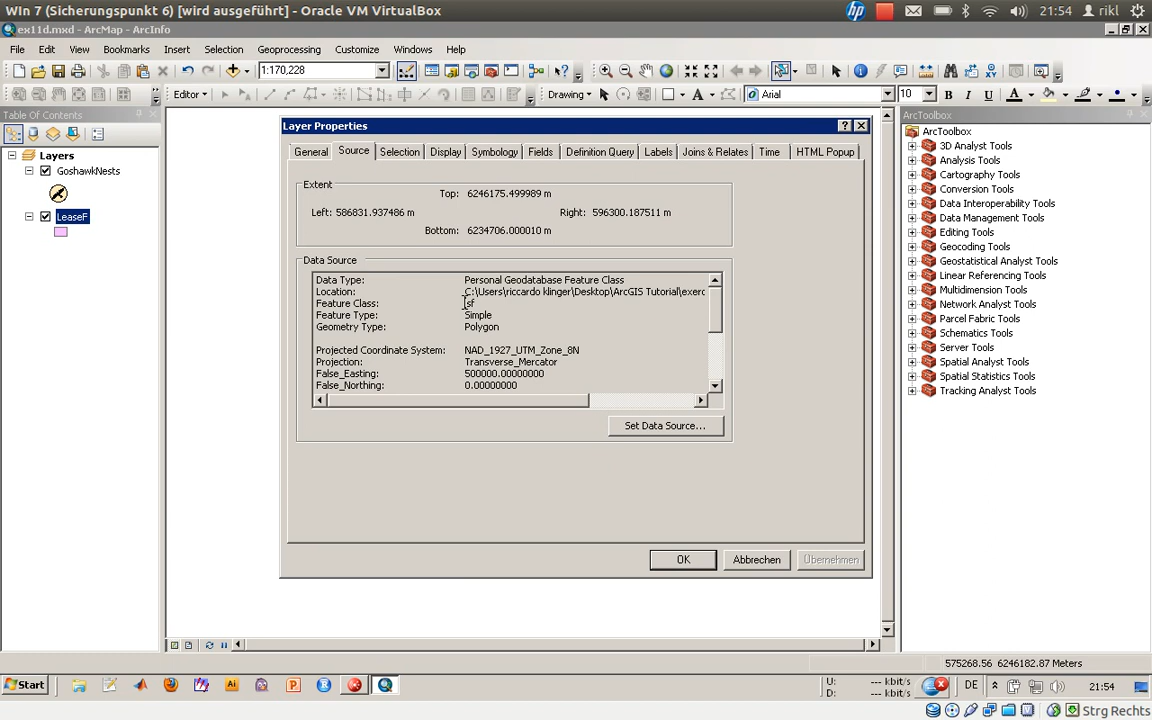 Win 7 (Sicherungspunkt 6) [wird ausgeführt] - Oracle VM VirtualBox
21:54 rikl
ex11d.mxd - ArcMap - ArcInfo
File Edit View Bookmarks Insert Selection Geoprocessing Customize Windows Help
1:170,228
Editor
Drawing
A
Arial
10
B I U A
Table Of Contents
Layers
GoshawkNests
LeaseF
Layer Properties
General Source Selection Display Symbology Fields Definition Query Labels Joins & Relates Time HTML Popup
Extent
Top: 6246175.499989 m
Left: 586831.937486 m Right: 596300.187511 m
Bottom: 6234706.000010 m
Data Source
Data Type: Personal Geodatabase Feature Class
Location: C:\Users\riccardo klinger\Desktop\ArcGIS Tutorial\exerc
Feature Class: sf
Feature Type: Simple
Geometry Type: Polygon
Projected Coordinate System: NAD_1927_UTM_Zone_8N
Projection: Transverse_Mercator
False_Easting: 500000.00000000
False_Northing: 0.00000000
Set Data Source...
OK Abbrechen Übernehmen
ArcToolbox
ArcToolbox
3D Analyst Tools
Analysis Tools
Cartography Tools
Conversion Tools
Data Interoperability Tools
Data Management Tools
Editing Tools
Geocoding Tools
Geostatistical Analyst Tools
Linear Referencing Tools
Multidimension Tools
Network Analyst Tools
Parcel Fabric Tools
Schematics Tools
Server Tools
Spatial Analyst Tools
Spatial Statistics Tools
Tracking Analyst Tools
575268.56 6246182.87 Meters
Start
U: --- kbit/s
D: --- kbit/s
DE
21:54
Strg Rechts